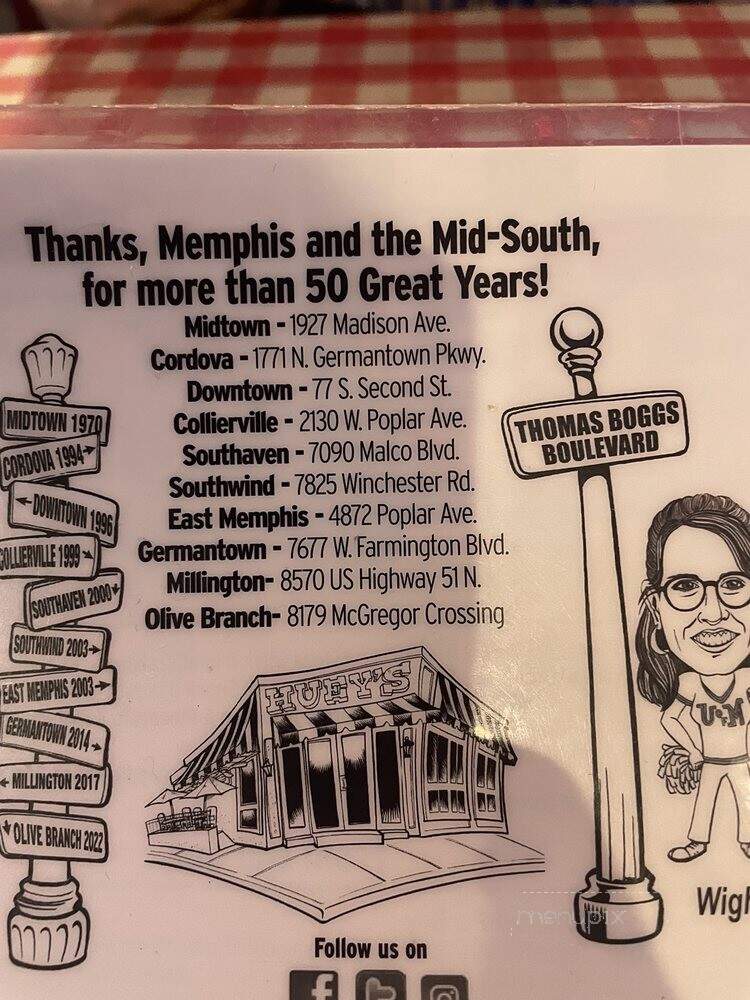 Thanks, Memphis and the Mid-South,
for more than 50 Great Years!
Midtown - 1927 Madison Ave.
Cordova - 1771 N. Germantown Pkwy.
Downtown - 77 S. Second St.
Collierville - 2130 W. Poplar Ave.
Southaven - 7090 Malco Blvd.
Southwind - 7825 Winchester Rd.
East Memphis - 4872 Poplar Ave.
Germantown - 7677 W. Farmington Blvd.
Millington- 8570 US Highway 51 N.
Olive Branch- 8179 McGregor Crossing
MIDTOWN 1970
CORDOVA 1994
DOWNTOWN 1996
COLLIERVILLE 1999
SOUTHAVEN 2000
SOUTHWIND 2003
EAST MEMPHIS 2003
GERMANTOWN 2014
MILLINGTON 2017
OLIVE BRANCH 2022
HUEY'S
THOMAS BOGGS
BOULEVARD
U of M
Wigh
menupix
Follow us on